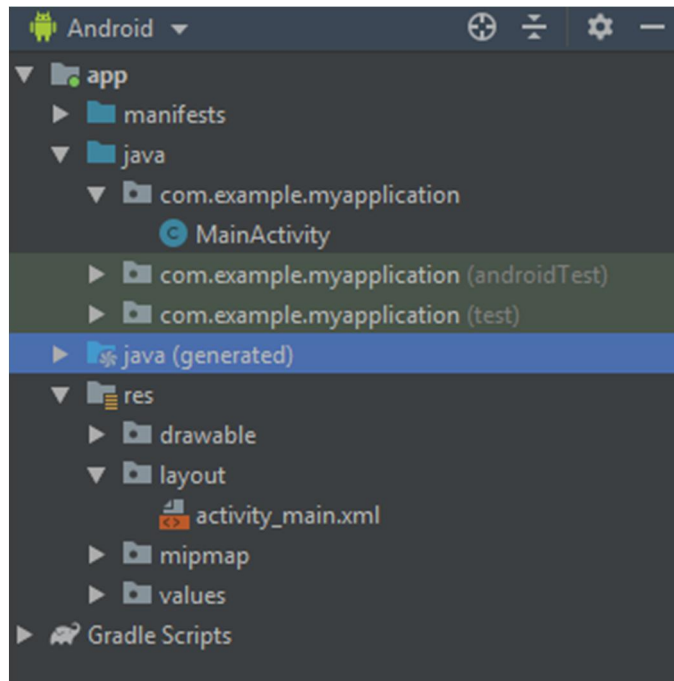 Android
app
manifests
java
com.example.myapplication
C MainActivity
com.example.myapplication (androidTest)
com.example.myapplication (test)
java (generated)
res
drawable
layout
activity_main.xml
mipmap
values
Gradle Scripts